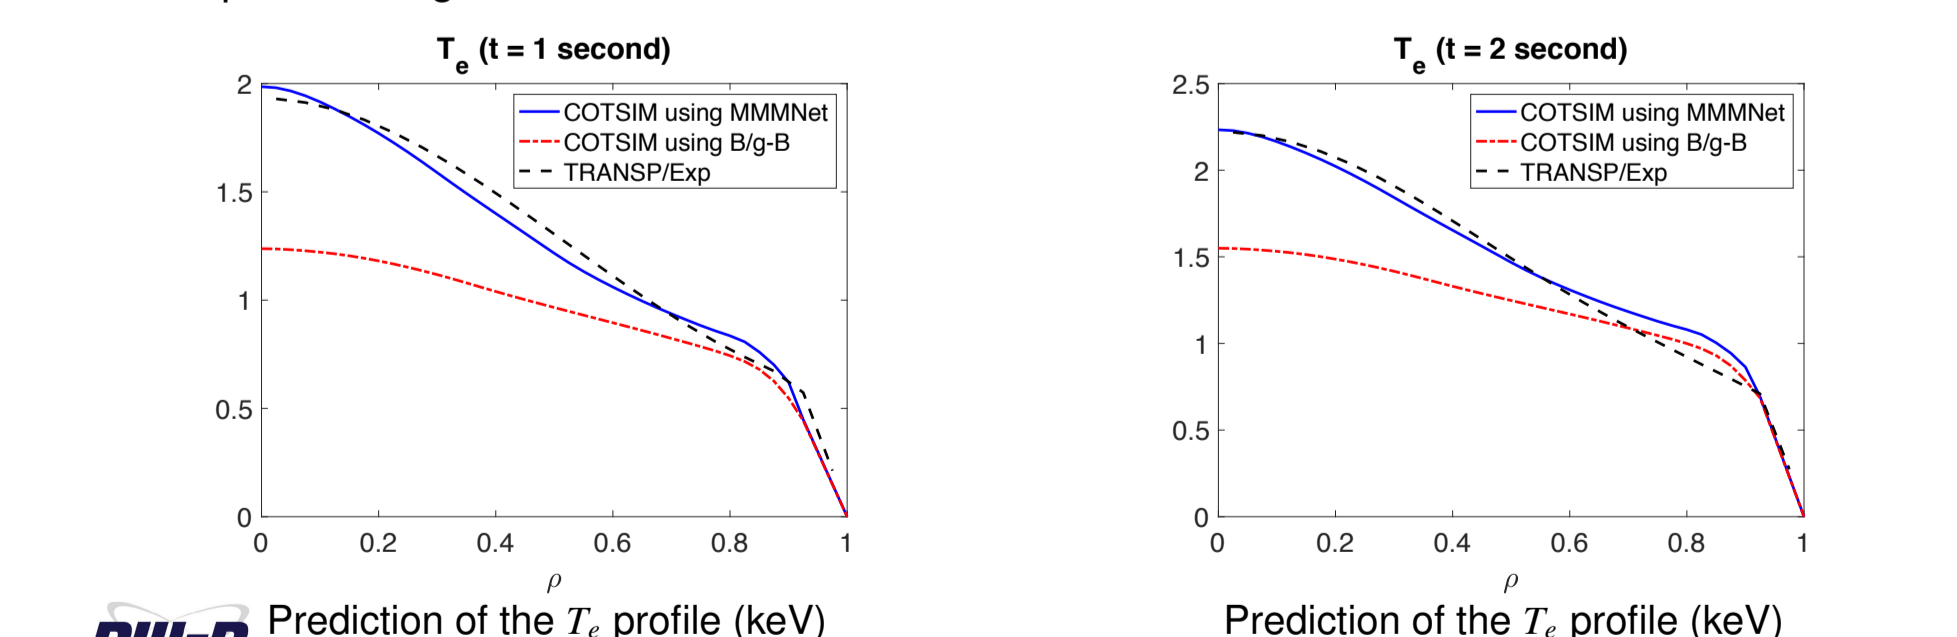 T_e (t = 1 second)
2
1.5
1
0.5
0
COTSIM using MMMNet
COTSIM using B/g-B
TRANSP/Exp
0 0.2 0.4 0.6 0.8 1
ρ
Prediction of the T_e profile (keV)
T_e (t = 2 second)
2.5
2
1.5
1
0.5
0
COTSIM using MMMNet
COTSIM using B/g-B
TRANSP/Exp
0 0.2 0.4 0.6 0.8 1
ρ
Prediction of the T_e profile (keV)